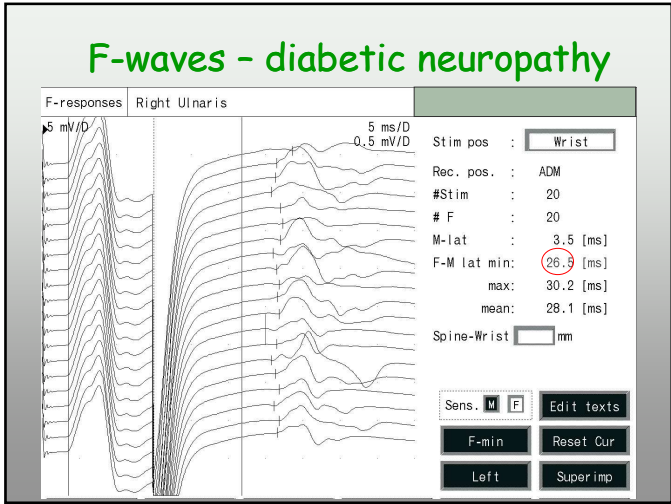 F-waves – diabetic neuropathy
F-responses Right Ulnaris
5 mV/D 5 ms/D
0.5 mV/D
Stim pos : Wrist
Rec. pos. : ADM
#Stim : 20
# F : 20
M-lat : 3.5 [ms]
F-M lat min: 26.5 [ms]
max: 30.2 [ms]
mean: 28.1 [ms]
Spine-Wrist mm
Sens. M F Edit texts
F-min Reset Cur
Left Superimp